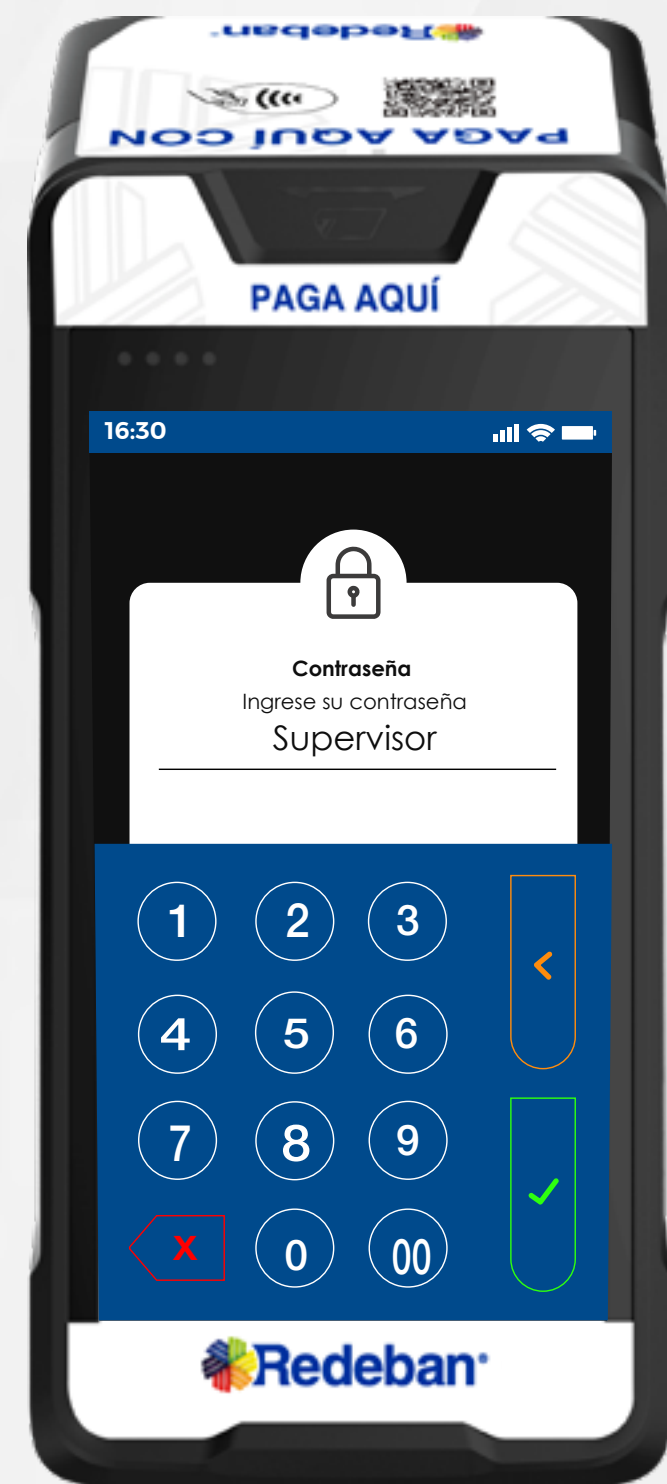 Redeban
PAGA AQUÍ CON
PAGA AQUÍ
16:30
Contraseña
Ingrese su contraseña
Supervisor
1 2 3
4 5 6
7 8 9
X 0 00
Redeban